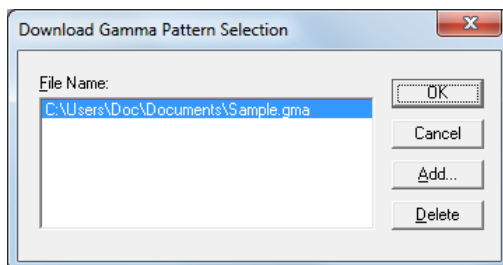 Download Gamma Pattern Selection
File Name:
C:\Users\Doc\Documents\Sample.gma
OK
Cancel
Add...
Delete